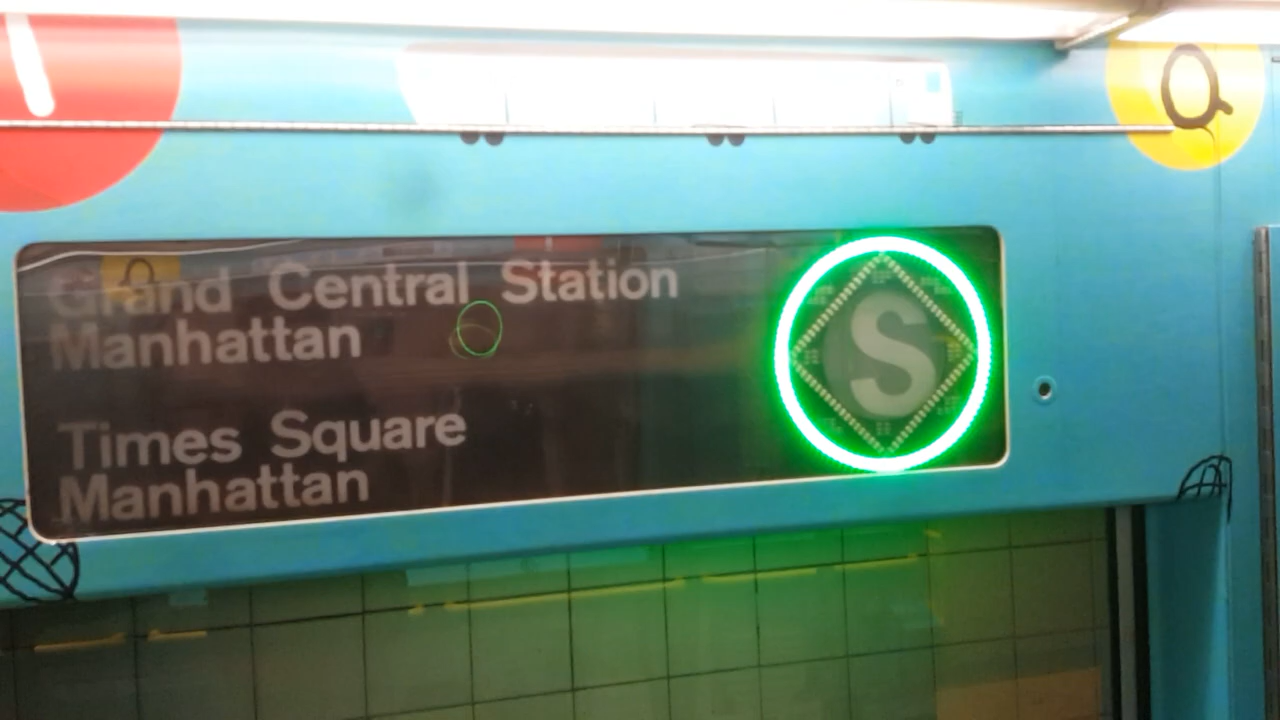 Q
Grand Central Station
Manhattan
S
Times Square
Manhattan